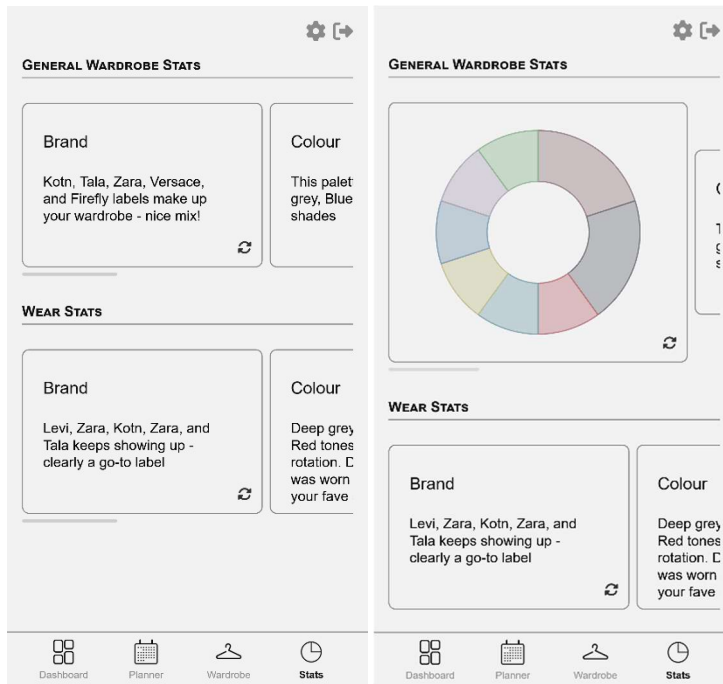 GENERAL WARDROBE STATS
Brand
Kotn, Tala, Zara, Versace,
and Firefly labels make up
your wardrobe - nice mix!
Colour
This palet
grey, Blue
shades
WEAR STATS
Brand
Levi, Zara, Kotn, Zara, and
Tala keeps showing up -
clearly a go-to label
Colour
Deep grey
Red tones
rotation. D
was worn
your fave
Dashboard
Planner
Wardrobe
Stats
GENERAL WARDROBE STATS
WEAR STATS
Brand
Levi, Zara, Kotn, Zara, and
Tala keeps showing up -
clearly a go-to label
Colour
Deep grey
Red tones
rotation. D
was worn
your fave
Dashboard
Planner
Wardrobe
Stats